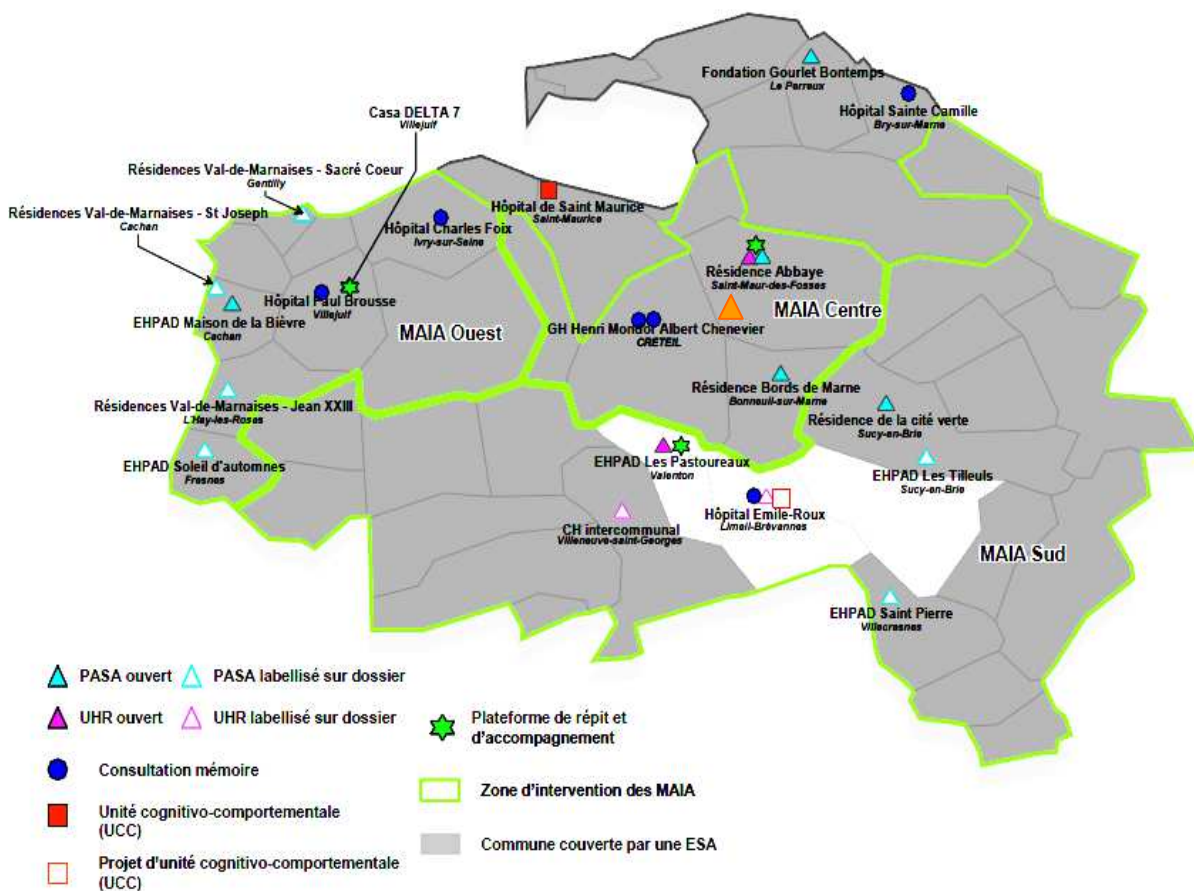 Fondation Gourlet Bontemps
Le Perreux
Hôpital Sainte Camille
Bry-sur-Marne
Casa DELTA 7
Villejuif
Résidences Val-de-Marnaises - Sacré Coeur
Gentilly
Résidences Val-de-Marnaises - St Joseph
Cachan
Hôpital de Saint Maurice
Saint-Maurice
Hôpital Charles Foix
Ivry-sur-Seine
Résidence Abbaye
Saint-Maur-des-Fosses
Hôpital Paul Brousse
Villejuif
EHPAD Maison de la Bièvre
Cachan
MAIA Ouest
GH Henri Mondor Albert Chenevier
CRETEIL
MAIA Centre
Résidence Bords de Marne
Bonneuil-sur-Marne
Résidences Val-de-Marnaises - Jean XXIII
L'Hay-les-Roses
Résidence de la cité verte
Sucy-en-Brie
EHPAD Soleil d'automnes
Fresnes
EHPAD Les Pastoureaux
Valenton
EHPAD Les Tilleuls
Sucy-en-Brie
Hôpital Emile-Roux
Limeil-Brévannes
CH intercommunal
Villeneuve-saint-Georges
MAIA Sud
EHPAD Saint Pierre
Villecresnes
PASA ouvert
PASA labellisé sur dossier
UHR ouvert
UHR labellisé sur dossier
Plateforme de répit et
d'accompagnement
Consultation mémoire
Zone d'intervention des MAIA
Unité cognitivo-comportementale
(UCC)
Commune couverte par une ESA
Projet d'unité cognitivo-comportementale
(UCC)